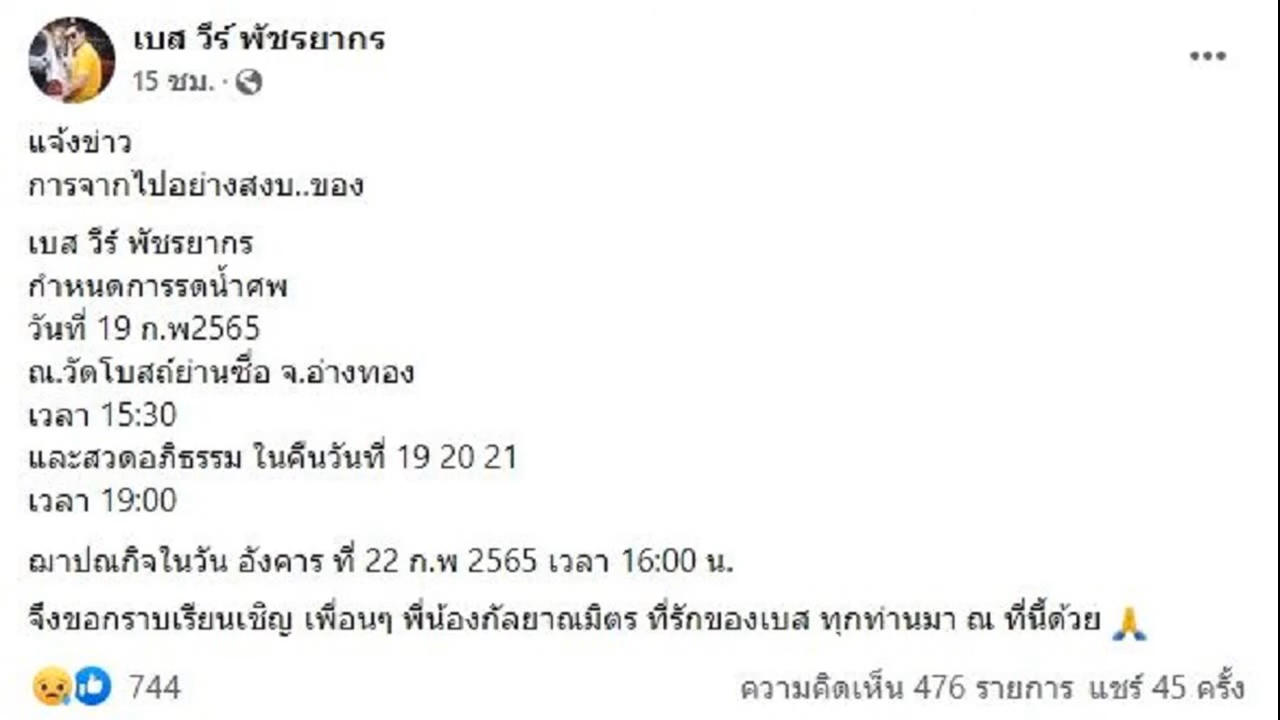 เบส วีร์ พัชรยากร
15 ชม. ·
แจ้งข่าว
การจากไปอย่างสงบ..ของ
เบส วีร์ พัชรยากร
กำหนดการรดน้ำศพ
วันที่ 19 ก.พ2565
ณ.วัดโบสถ์ย่านซื่อ จ.อ่างทอง
เวลา 15:30
และสวดอภิธรรม ในคืนวันที่ 19 20 21
เวลา 19:00
ฌาปณกิจในวัน อังคาร ที่ 22 ก.พ 2565 เวลา 16:00 น.
จึงขอกราบเรียนเชิญ เพื่อนๆ พี่น้องกัลยาณมิตร ที่รักของเบส ทุกท่านมา ณ ที่นี้ด้วย 🙏
744 ความคิดเห็น 476 รายการ แชร์ 45 ครั้ง